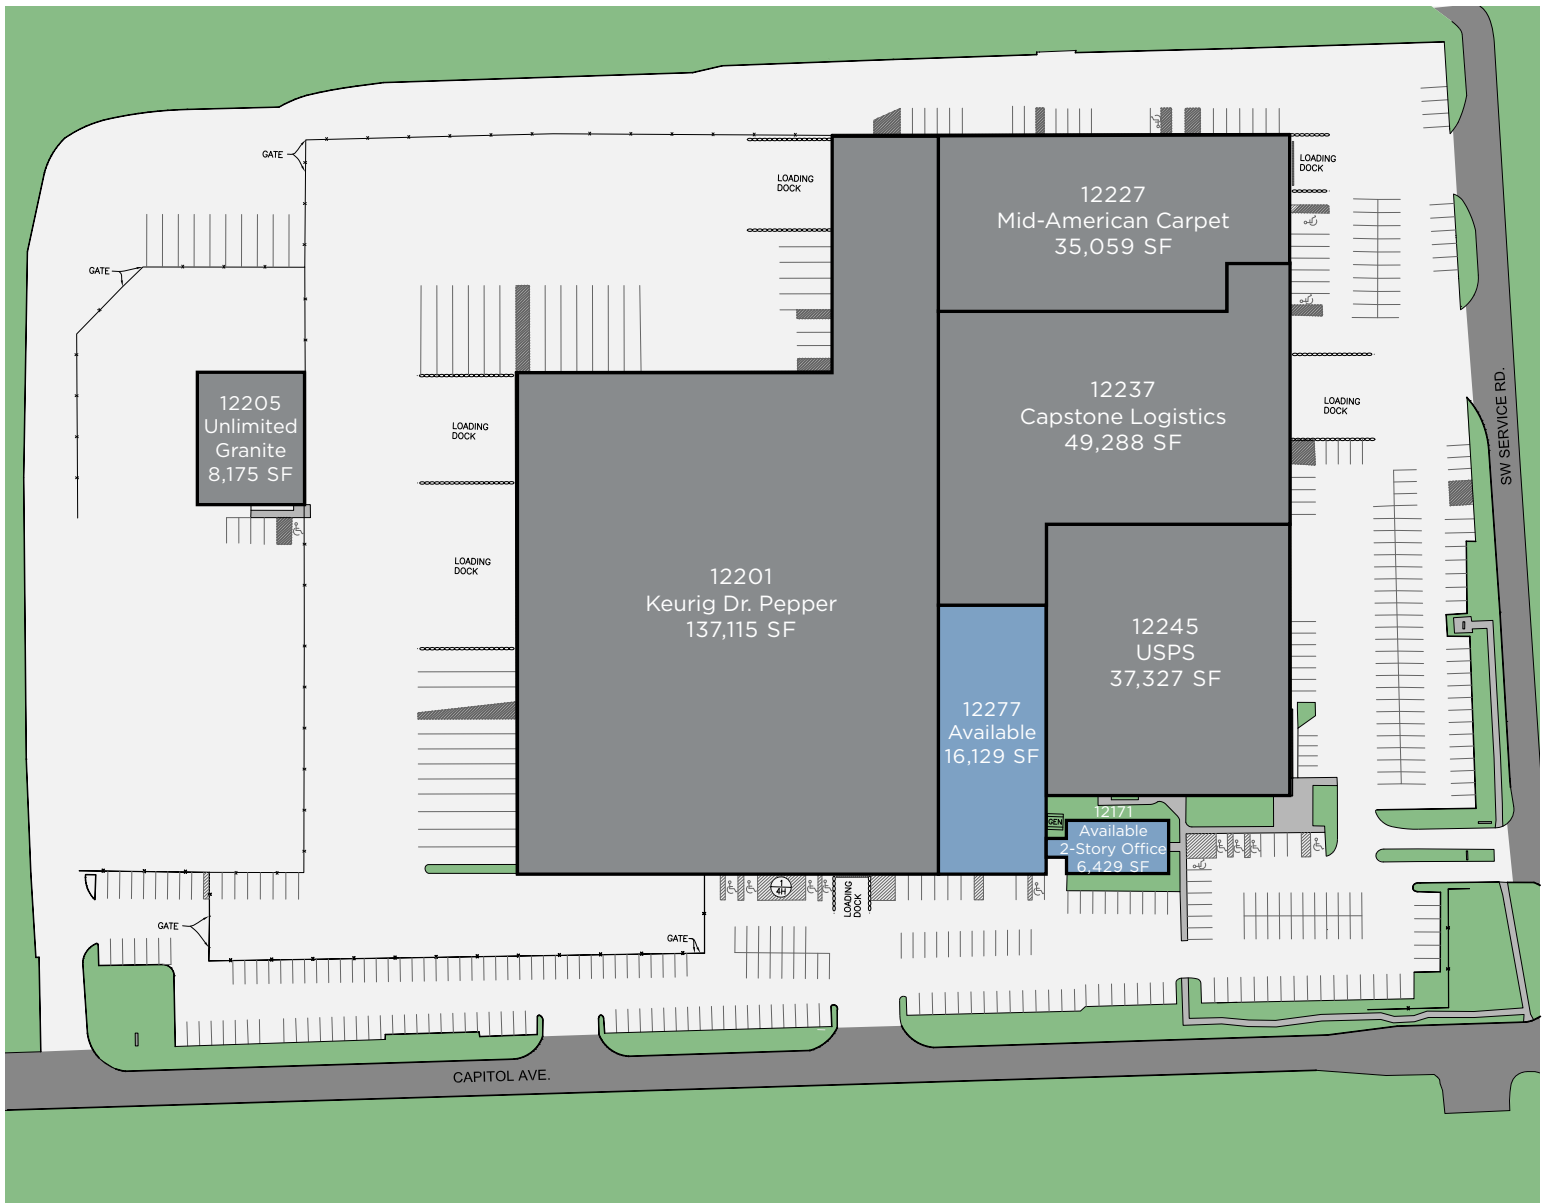 GATE
LOADING
DOCK
LOADING
DOCK
12227
Mid-American Carpet
35,059 SF
GATE
12205
Unlimited
Granite
8,175 SF
LOADING
DOCK
12237
Capstone Logistics
49,288 SF
LOADING
DOCK
SW SERVICE RD.
LOADING
DOCK
12201
Keurig Dr. Pepper
137,115 SF
12245
USPS
37,327 SF
12277
Available
16,129 SF
GEN
12171
Available
2-Story Office
6,429 SF
1
4H
LOADING
DOCK
GATE
GATE
CAPITOL AVE.